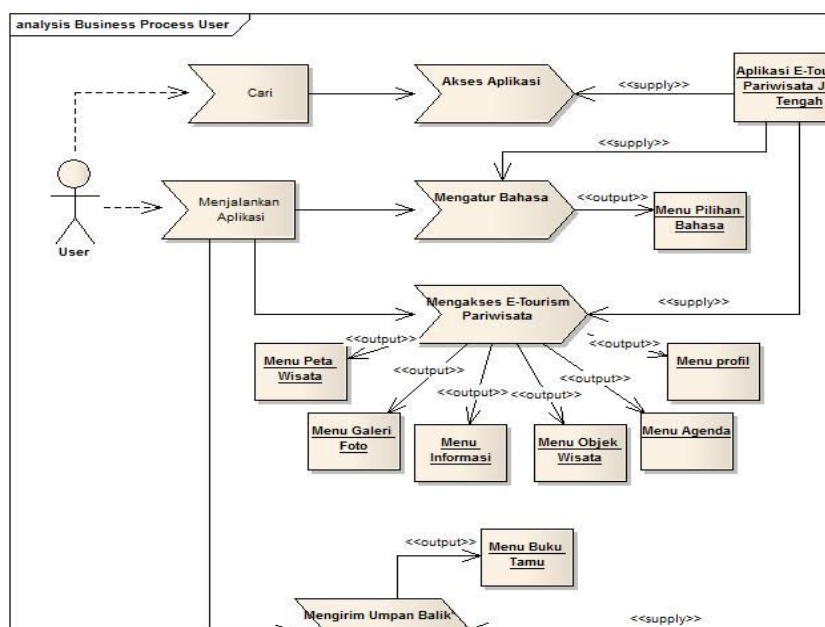 analysis Business Process User
Cari
Akses Aplikasi
<<supply>>
Aplikasi E-Tou
Pariwisata J
Tengah
<<supply>>
User
Menjalankan
Aplikasi
Mengatur Bahasa
<<output>>
Menu Pilihan
Bahasa
Mengakses E-Tourism
Pariwisata
<<supply>>
<<output>>
Menu Peta
Wisata
<<output>>
Menu profil
<<output>>
<<output>>
<<output>>
<<output>>
Menu Galeri
Foto
Menu
Informasi
Menu Objek
Wisata
Menu Agenda
<<output>>
Menu Buku
Tamu
Mengirim Umpan Balik
<<supply>>